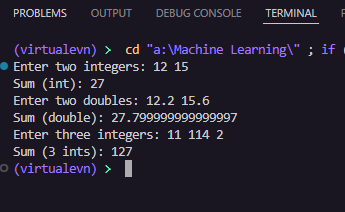 PROBLEMS OUTPUT DEBUG CONSOLE TERMINAL
(virtualevn) > cd "a:\Machine Learning\" ; if (
Enter two integers: 12 15
Sum (int): 27
Enter two doubles: 12.2 15.6
Sum (double): 27.799999999999997
Enter three integers: 11 114 2
Sum (3 ints): 127
(virtualevn) >